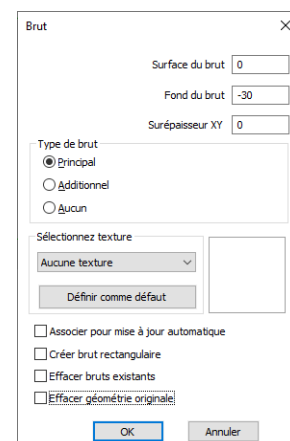 Brut
Surface du brut 0
Fond du brut -30
Surépaisseur XY 0
Type de brut
Principal
Additionnel
Aucun
Sélectionnez texture
Aucune texture
Définir comme défaut
Associer pour mise à jour automatique
Créer brut rectangulaire
Effacer bruts existants
Effacer géométrie originale
OK Annuler